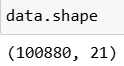 data.shape
(100880, 21)